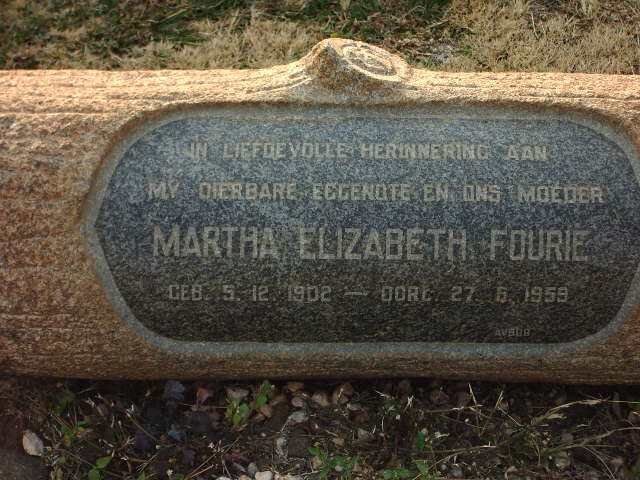 IN LIEFDEVOLLE HERINNERING AAN
MY DIERBARE EGGENOTE EN ONS MOEDER
MARTHA ELIZABETH FOURIE
GEB. 5. 12. 1902 — OORL. 27. 6. 1959
AVBOB